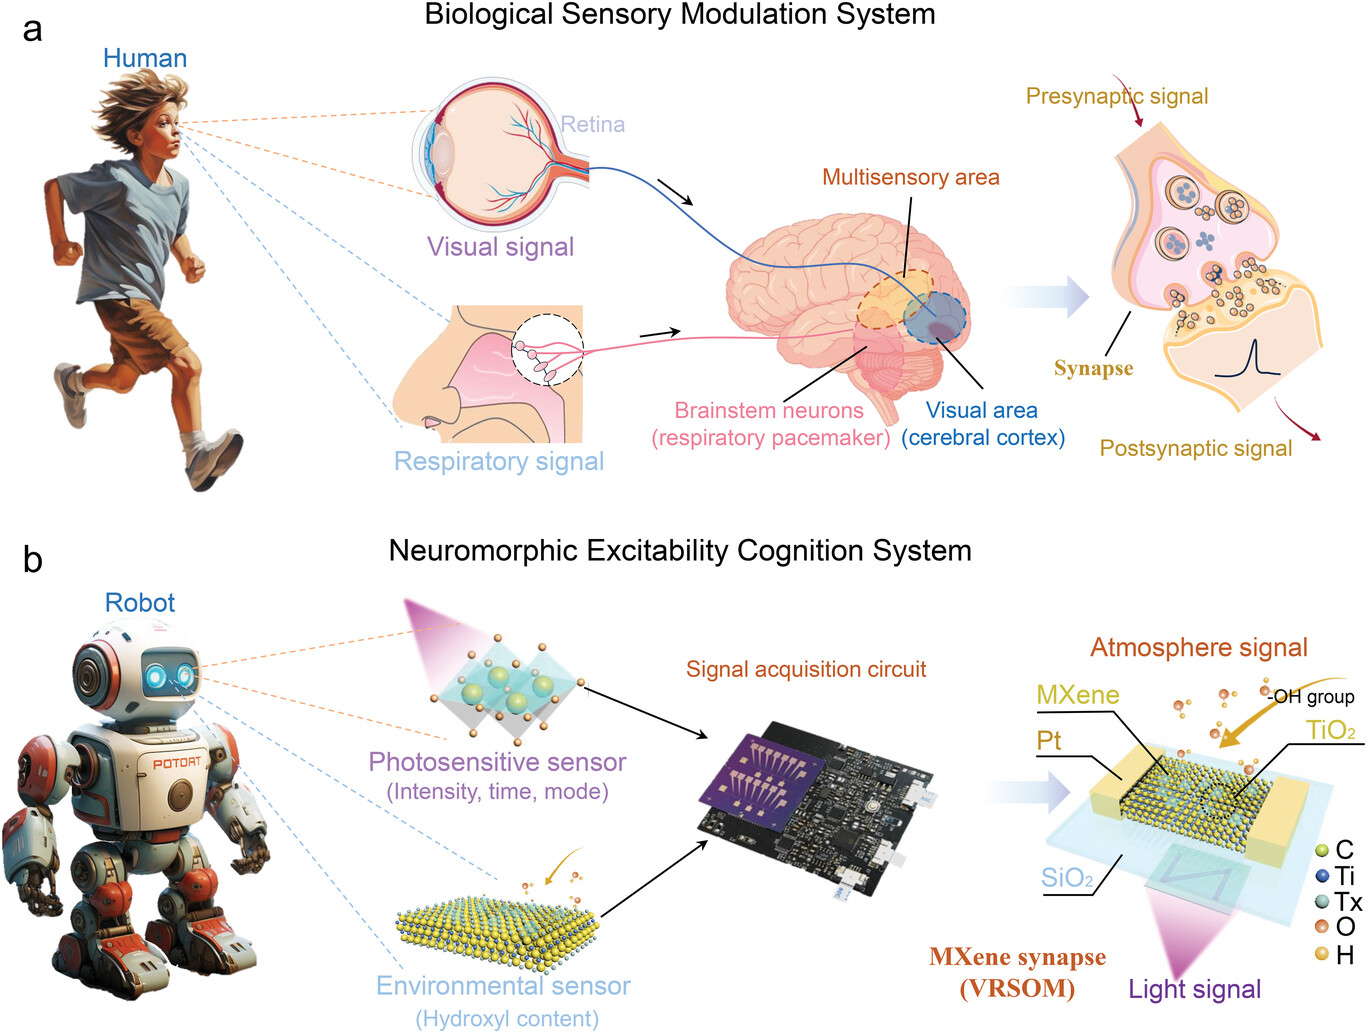 a
Biological Sensory Modulation System
Human
Retina
Visual signal
Respiratory signal
Multisensory area
Brainstem neurons
(respiratory pacemaker)
Visual area
(cerebral cortex)
Presynaptic signal
Synapse
Postsynaptic signal
b
Neuromorphic Excitability Cognition System
Robot
POTOAT
Photosensitive sensor
(Intensity, time, mode)
Environmental sensor
(Hydroxyl content)
Signal acquisition circuit
Atmosphere signal
MXene
-OH group
Pt
TiO₂
SiO₂
C
Ti
Tx
O
H
MXene synapse
(VRSOM)
Light signal